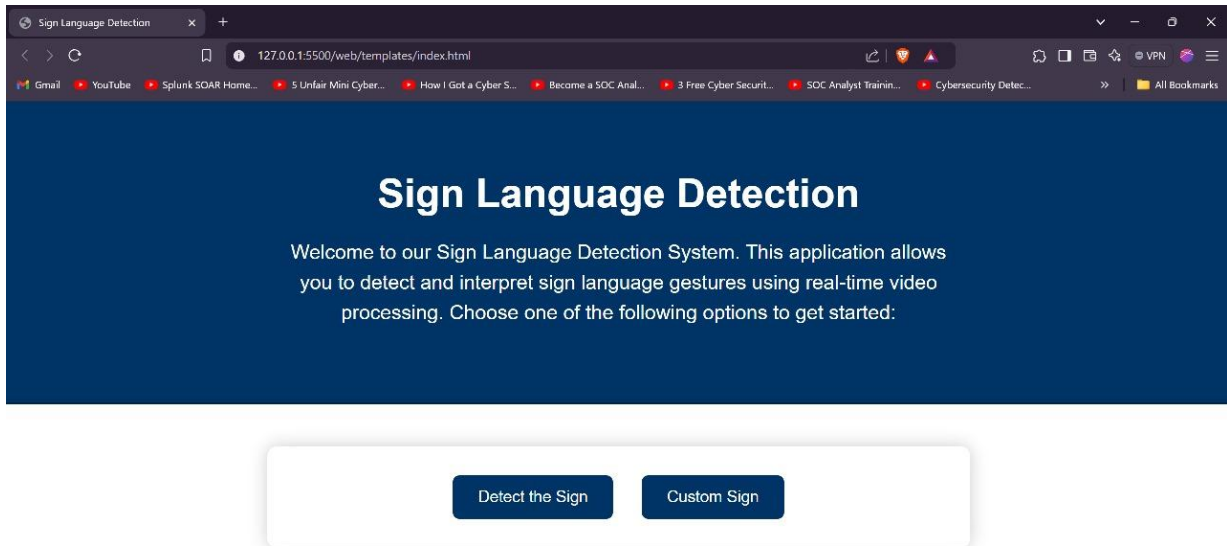 Sign Language Detection
127.0.0.1:5500/web/templates/index.html
VPN
Gmail YouTube Splunk SOAR Home... 5 Unfair Mini Cyber... How I Got a Cyber S... Become a SOC Anal... 3 Free Cyber Securit... SOC Analyst Trainin... Cybersecurity Detec... » All Bookmarks
Sign Language Detection
Welcome to our Sign Language Detection System. This application allows
you to detect and interpret sign language gestures using real-time video
processing. Choose one of the following options to get started:
Detect the Sign Custom Sign